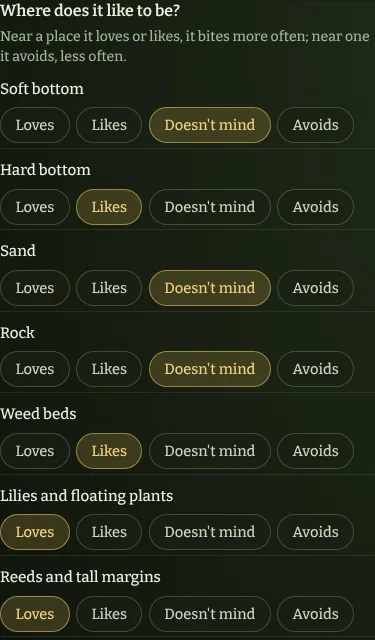 Where does it like to be?
Near a place it loves or likes, it bites more often; near one
it avoids, less often.
Soft bottom
Loves Likes Doesn't mind Avoids
Hard bottom
Loves Likes Doesn't mind Avoids
Sand
Loves Likes Doesn't mind Avoids
Rock
Loves Likes Doesn't mind Avoids
Weed beds
Loves Likes Doesn't mind Avoids
Lilies and floating plants
Loves Likes Doesn't mind Avoids
Reeds and tall margins
Loves Likes Doesn't mind Avoids